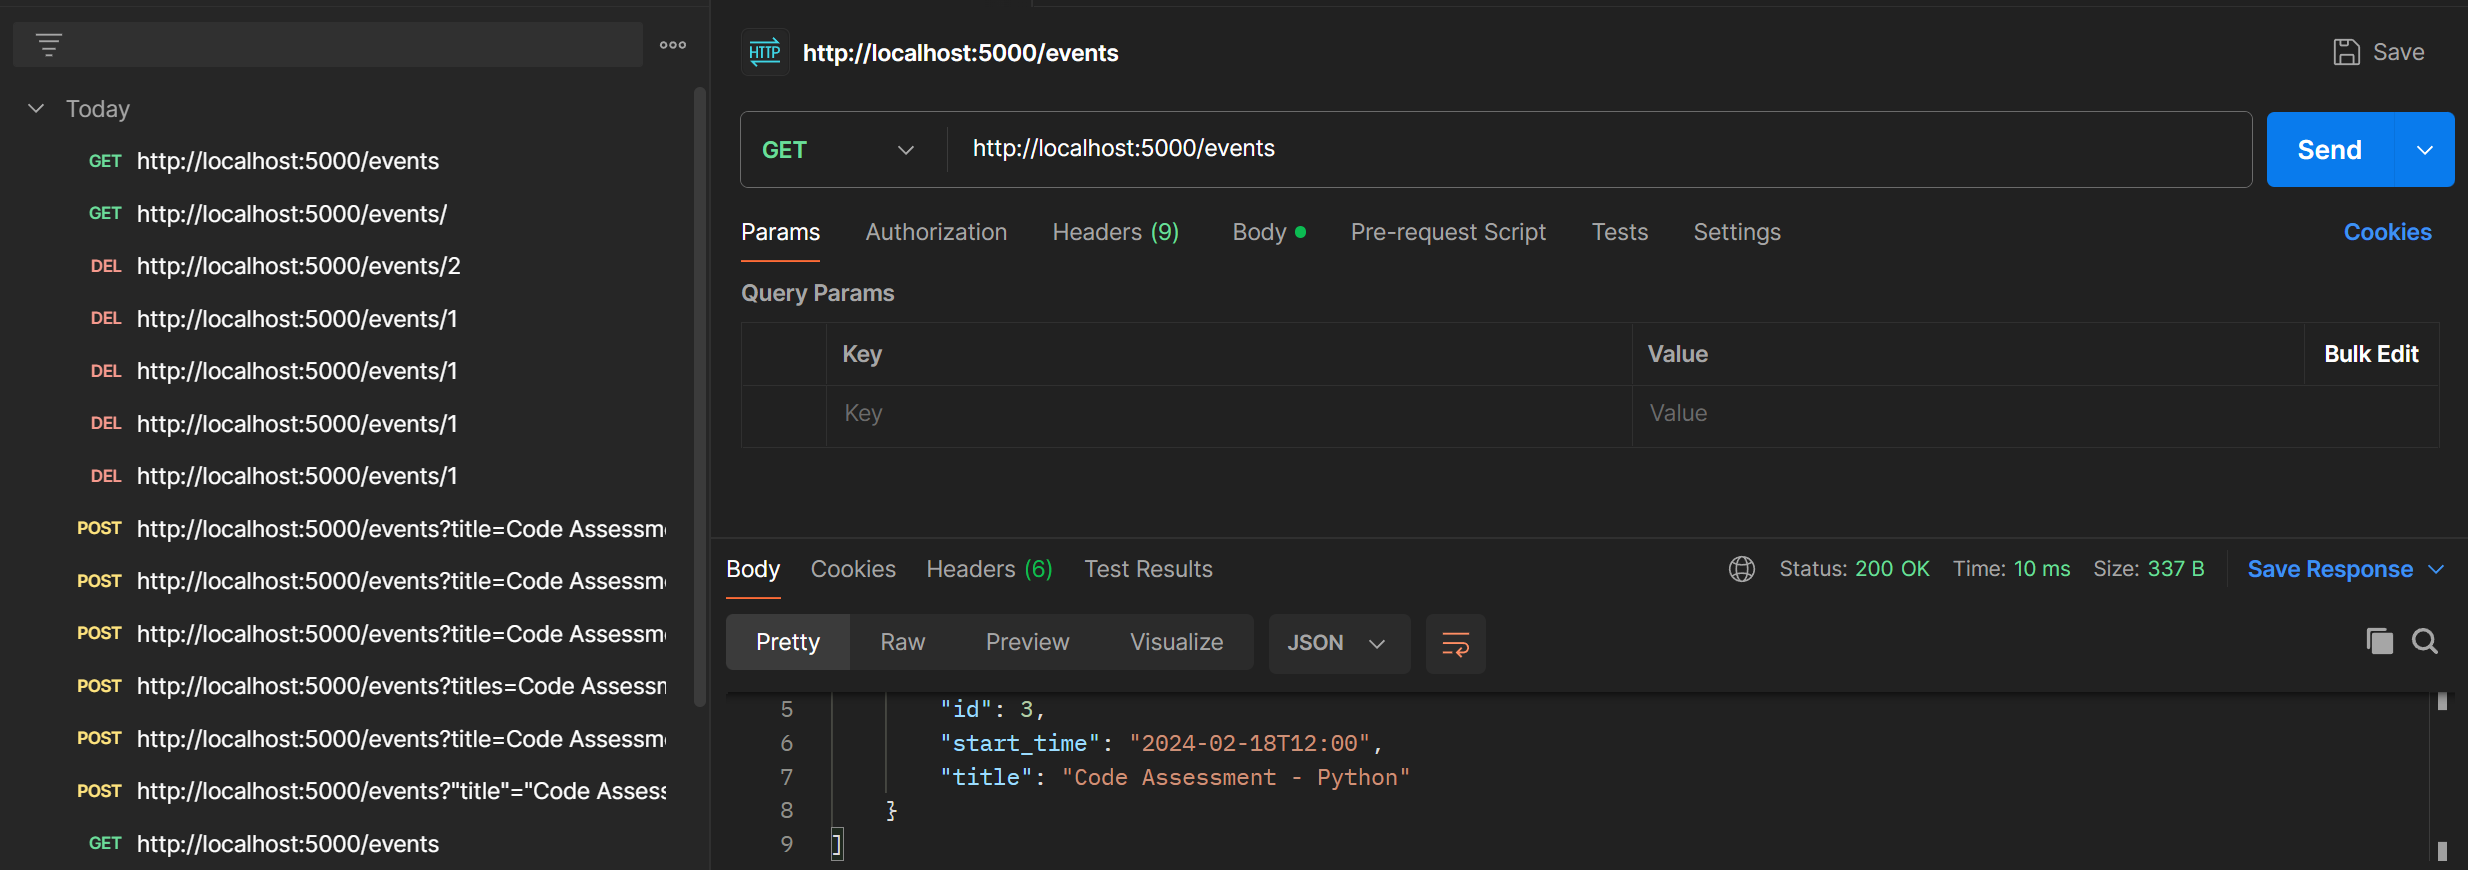 Today
GET http://localhost:5000/events
GET http://localhost:5000/events/
DEL http://localhost:5000/events/2
DEL http://localhost:5000/events/1
DEL http://localhost:5000/events/1
DEL http://localhost:5000/events/1
DEL http://localhost:5000/events/1
POST http://localhost:5000/events?title=Code Assessm
POST http://localhost:5000/events?title=Code Assessm
POST http://localhost:5000/events?title=Code Assessm
POST http://localhost:5000/events?titles=Code Assessm
POST http://localhost:5000/events?title=Code Assessm
POST http://localhost:5000/events?"title"="Code Assess
GET http://localhost:5000/events
HTTP http://localhost:5000/events
Save
GET http://localhost:5000/events
Send
Params Authorization Headers (9) Body Pre-request Script Tests Settings Cookies
Query Params
Key Value Bulk Edit
Key Value
Body Cookies Headers (6) Test Results Status: 200 OK Time: 10 ms Size: 337 B Save Response
Pretty Raw Preview Visualize JSON
5 "id": 3,
6 "start_time": "2024-02-18T12:00",
7 "title": "Code Assessment - Python"
8 }
9 ]